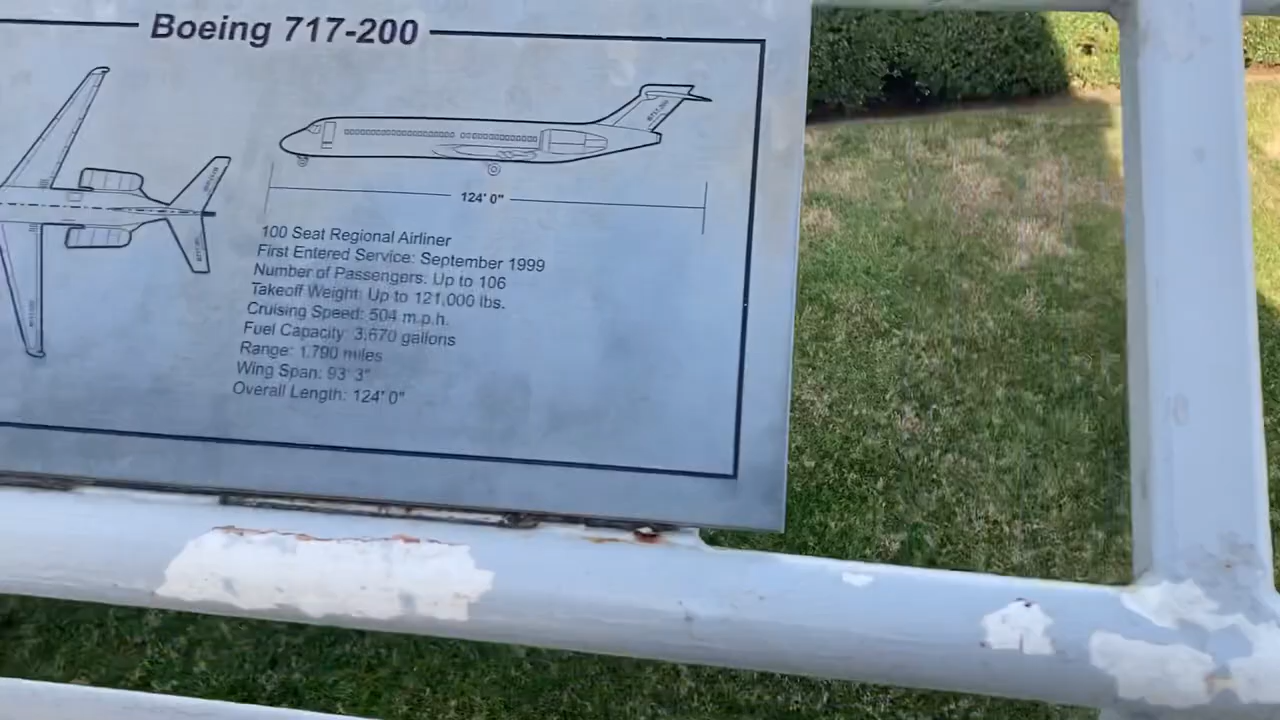 Boeing 717-200
124' 0"
100 Seat Regional Airliner
First Entered Service: September 1999
Number of Passengers: Up to 106
Takeoff Weight: Up to 121,000 lbs.
Cruising Speed: 504 m.p.h.
Fuel Capacity: 3,670 gallons
Range: 1,790 miles
Wing Span: 93' 3"
Overall Length: 124' 0"